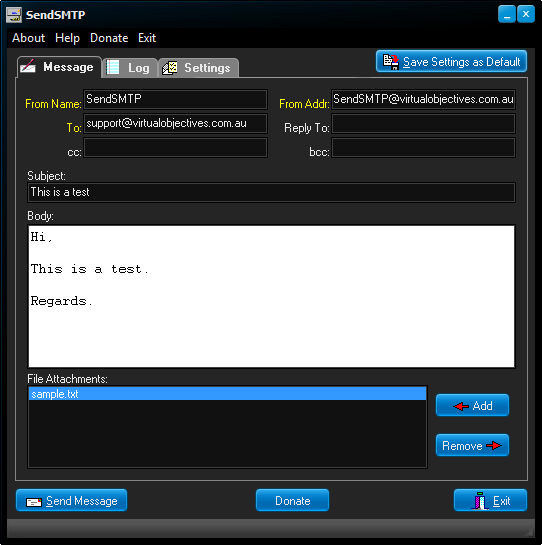 SendSMTP
About Help Donate Exit
Message Log Settings Save Settings as Default
From Name: SendSMTP From Addr: SendSMTP@virtualobjectives.com.au
To: support@virtualobjectives.com.au Reply To:
cc: bcc:
Subject:
This is a test
Body:
Hi,
This is a test.
Regards.
File Attachments:
sample.txt
Add
Remove
Send Message Donate Exit